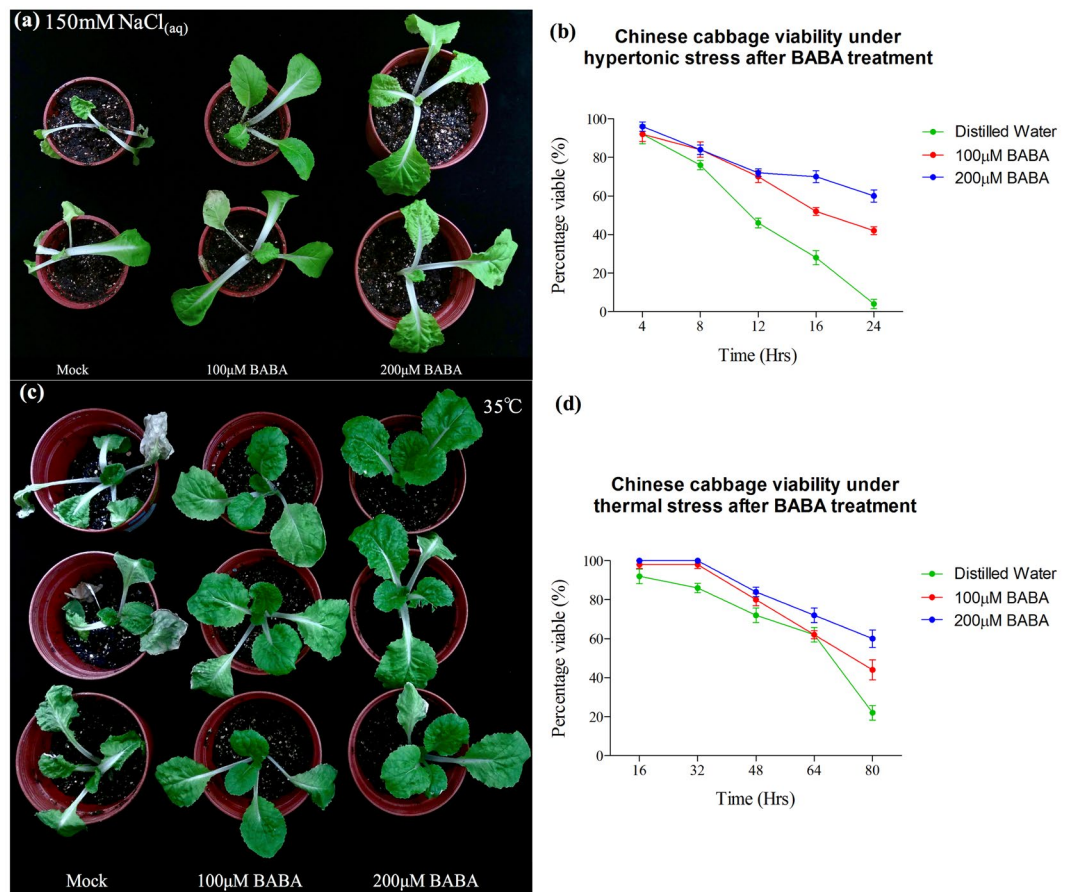 (a) 150mM NaCl(aq)
Mock
100μM BABA
200μM BABA
(b)
Chinese cabbage viability under
hypertonic stress after BABA treatment
Percentage viable (%)
100
80
60
40
20
0
4
8
12
16
24
Time (Hrs)
Distilled Water
100μM BABA
200μM BABA
(c)
35℃
Mock
100μM BABA
200μM BABA
(d)
Chinese cabbage viability under
thermal stress after BABA treatment
Percentage viable (%)
100
80
60
40
20
0
16
32
48
64
80
Time (Hrs)
Distilled Water
100μM BABA
200μM BABA